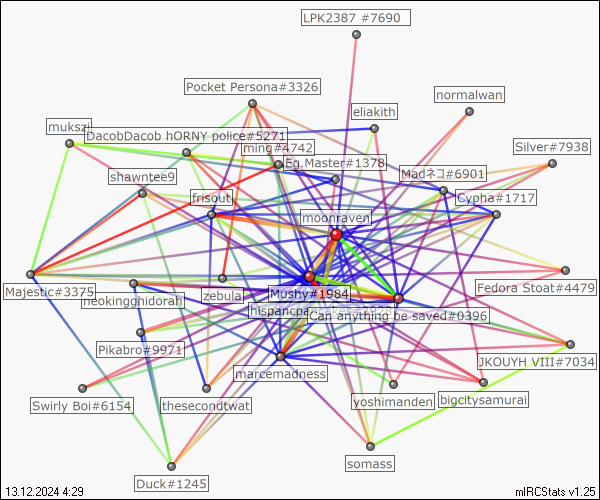 LPK2387 #7690
Pocket Persona#3326
normalwan
eliakith
mukszi
DacobDacob hORNY police#5271
ming#4742
Silver#7938
Eg.Master#1378
shawntee9
Madネコ#6901
frisout
Cypha#1717
moonraven
Majestic#3375
Mushy#1984
Fedora Stoat#4479
neokingghidorah
zebula
hispancpa
Can anything be saved#0396
Pikabro#9971
JKOUYH VIII#7034
marcemadness
Swirly Boi#6154
thesecondtwat
yoshimanden
bigcitysamurai
somass
Duck#1245
13.12.2024 4:29
mIRCStats v1.25